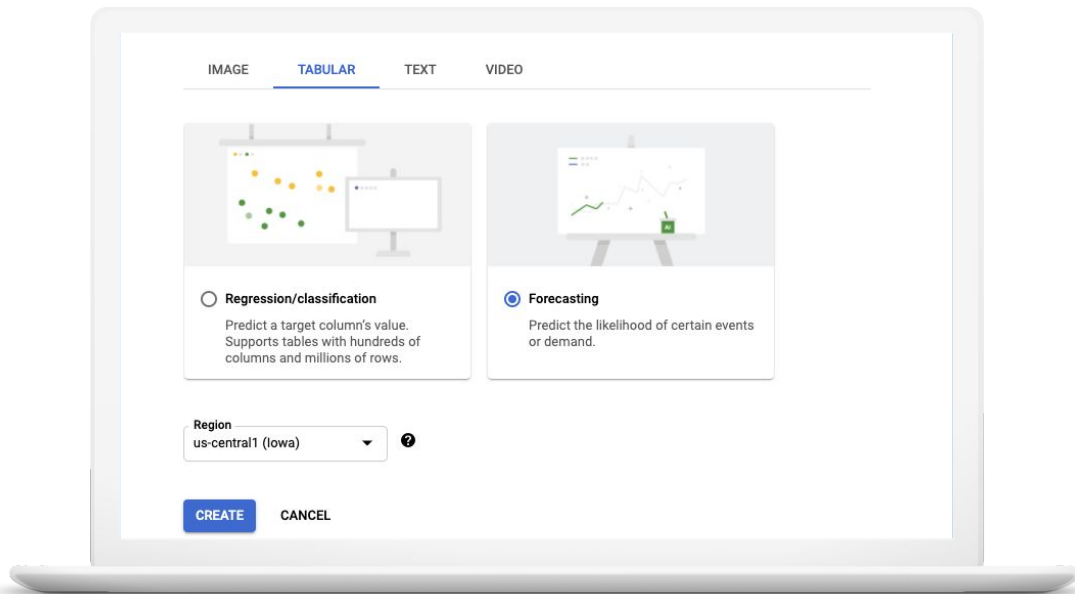 IMAGE TABULAR TEXT VIDEO
AI
Regression/classification
Predict a target column's value.
Supports tables with hundreds of
columns and millions of rows.
Forecasting
Predict the likelihood of certain events
or demand.
Region
us-central1 (Iowa)
?
CREATE CANCEL